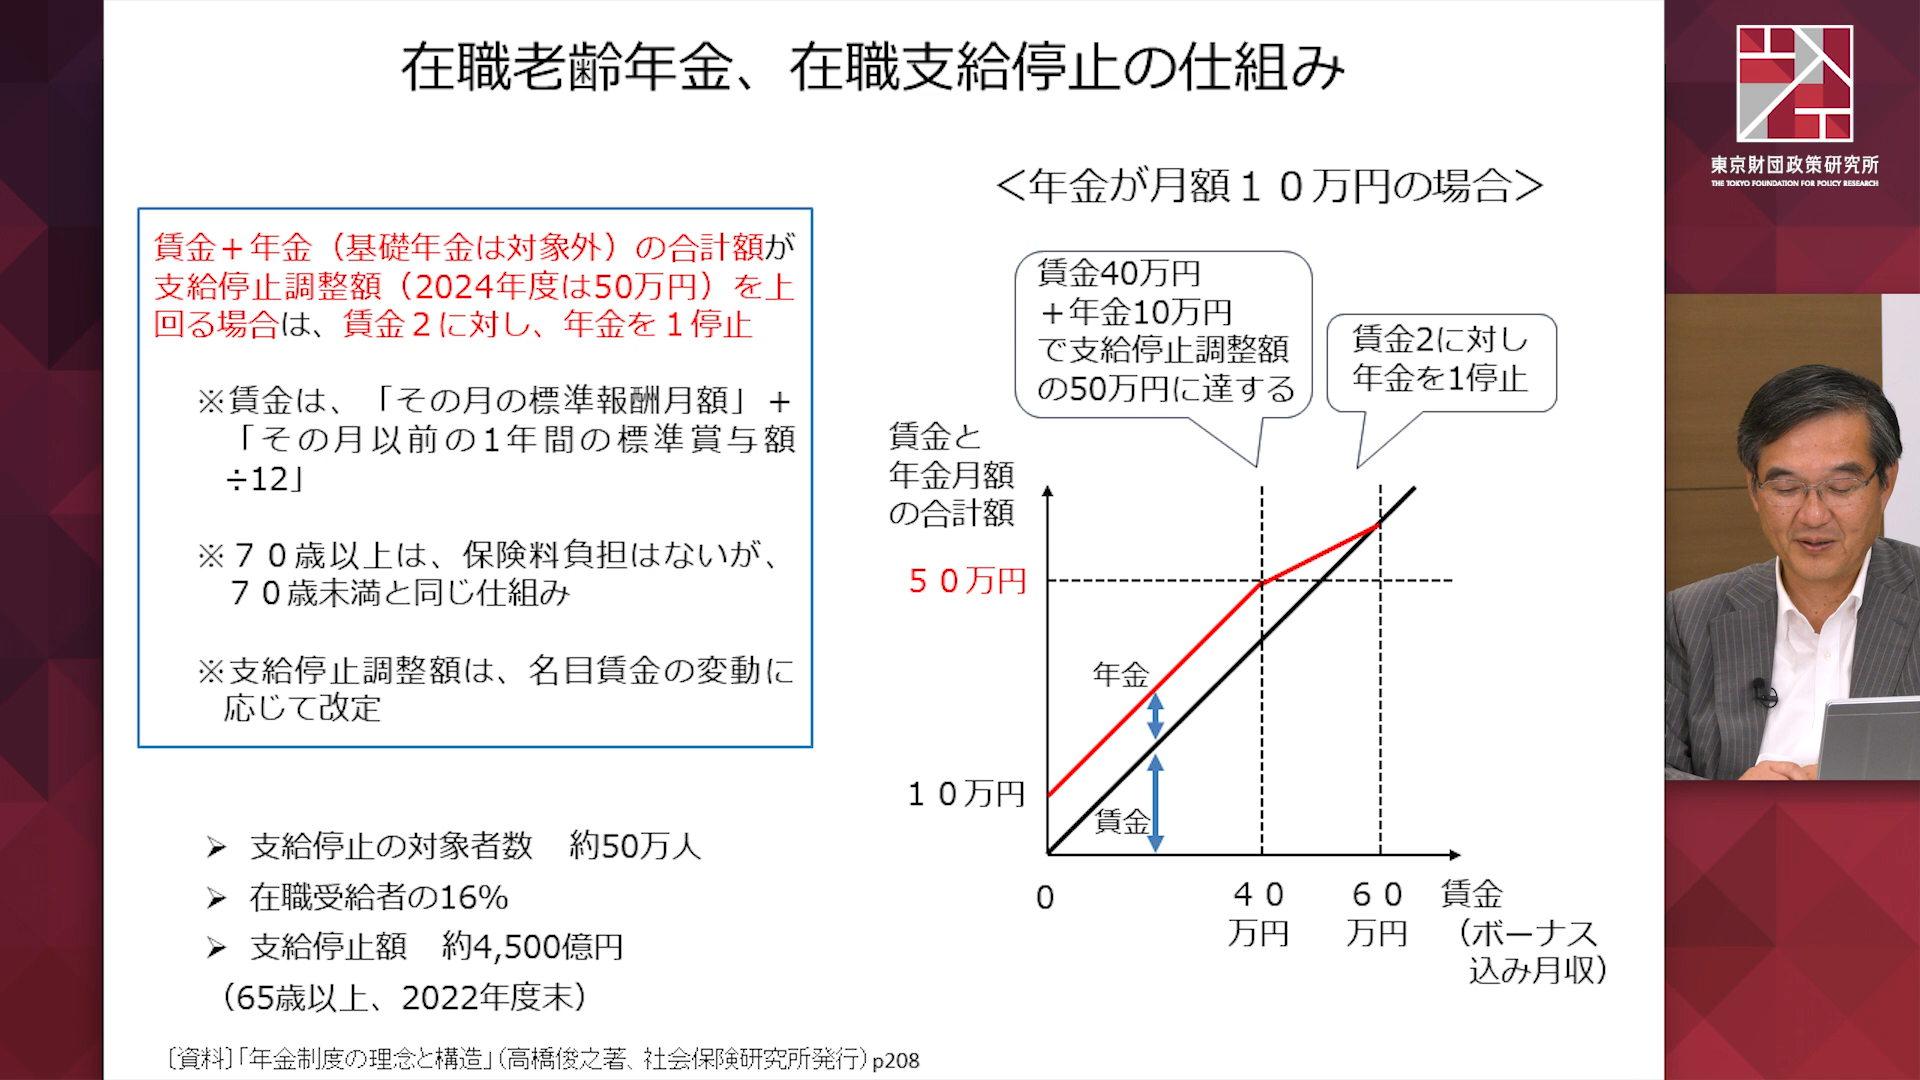 在職老齢年金、在職支給停止の仕組み
東京財団政策研究所
THE TOKYO FOUNDATION FOR POLICY RESEARCH
賃金＋年金（基礎年金は対象外）の合計額が
支給停止調整額（2024年度は50万円）を上
回る場合は、賃金２に対し、年金を１停止
※賃金は、「その月の標準報酬月額」＋
「その月以前の1年間の標準賞与額
÷12」
※７０歳以上は、保険料負担はないが、
７０歳未満と同じ仕組み
※支給停止調整額は、名目賃金の変動に
応じて改定
➢ 支給停止の対象者数　約50万人
➢ 在職受給者の16%
➢ 支給停止額　約4,500億円
（65歳以上、2022年度末）
＜年金が月額１０万円の場合＞
賃金40万円
＋年金10万円
で支給停止調整額
の50万円に達する
賃金2に対し
年金を1停止
賃金と
年金月額
の合計額
５０万円
年金
１０万円
賃金
0
４０
万円
６０
万円
賃金
（ボーナス
込み月収）
［資料］「年金制度の理念と構造」（高橋俊之著、社会保険研究所発行）p208